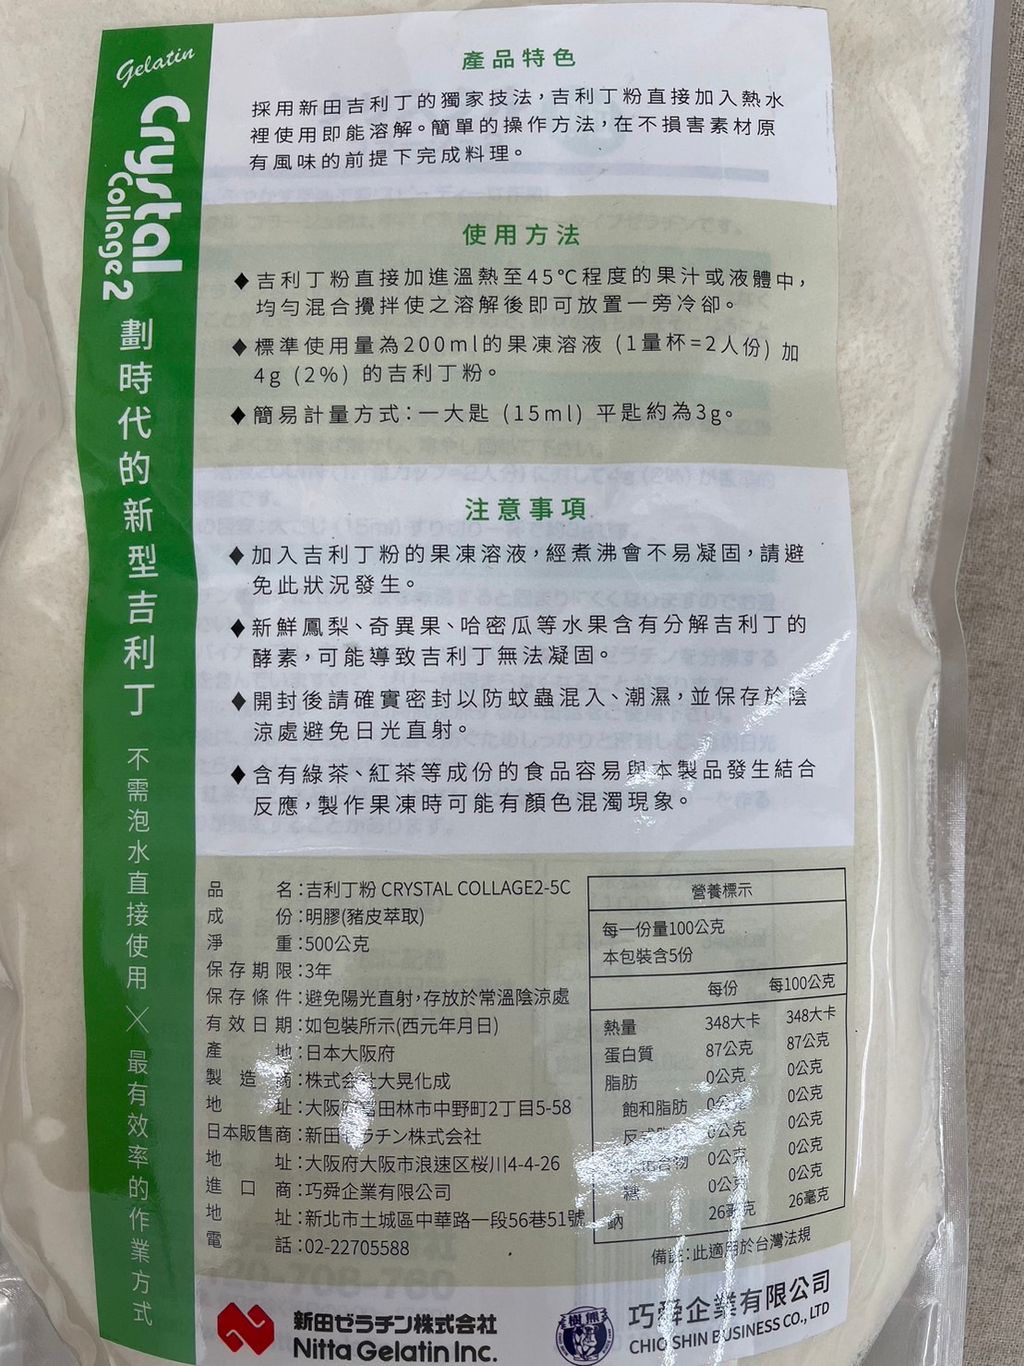 Gelatin
Crystal
Collage2
劃時代的新型吉利丁
不需泡水直接使用╳最有效率的作業方式
產品特色
採用新田吉利丁的獨家技法，吉利丁粉直接加入熱水
裡使用即能溶解。簡單的操作方法，在不損害素材原
有風味的前提下完成料理。
使用方法
◆吉利丁粉直接加進溫熱至45℃程度的果汁或液體中，
均勻混合攪拌使之溶解後即可放置一旁冷卻。
◆標準使用量為200ml的果凍溶液 (1量杯=2人份) 加
4g (2%) 的吉利丁粉。
◆簡易計量方式：一大匙 (15ml) 平匙約為3g。
注意事項
◆加入吉利丁粉的果凍溶液，經煮沸會不易凝固，請避
免此狀況發生。
◆新鮮鳳梨、奇異果、哈密瓜等水果含有分解吉利丁的
酵素，可能導致吉利丁無法凝固。
◆開封後請確實密封以防蚊蟲混入、潮濕，並保存於陰
涼處避免日光直射。
◆含有綠茶、紅茶等成份的食品容易與本製品發生結合
反應，製作果凍時可能有顏色混濁現象。
品名：吉利丁粉 CRYSTAL COLLAGE2-5C
成份：明膠(豬皮萃取)
淨重：500公克
保存期限：3年
保存條件：避免陽光直射，存放於常溫陰涼處
有效日期：如包裝所示(西元年月日)
產地：日本大阪府
製造商：株式会社大晃化成
地址：大阪 田林市中野町2丁目5-58
日本販售商：新田ゼラチン株式会社
地址：大阪府大阪市浪速区桜川4-4-26
進口商：巧舜企業有限公司
地址：新北市土城區中華路一段56巷51號
電話：02-22705588
營養標示
每一份量100公克
本包裝含5份
每份 每100公克
熱量 348大卡 348大卡
蛋白質 87公克 87公克
脂肪 0公克 0公克
飽和脂肪 0公克 0公克
0公克 0公克
0公克 0公克
糖 0公克 0公克
鈉 26毫克 26毫克
備註：此適用於台灣法規
新田ゼラチン株式会社
Nitta Gelatin Inc.
巧舜企業有限公司
CHIO SHIN BUSINESS CO., LTD